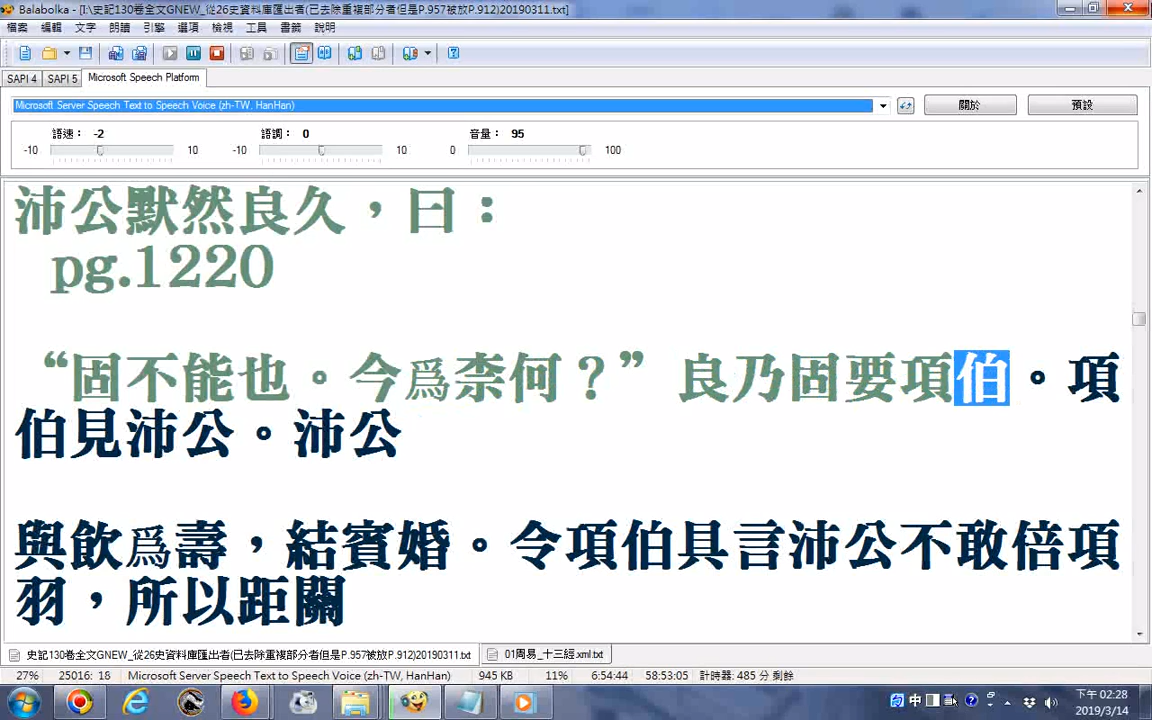 Balabolka - [I:\史記130卷全文GNEW_從26史資料庫匯出者(已去除重複部分者但是P.957被放P.912)20190311.txt]
檔案 編輯 文字 朗讀 引擎 選項 檢視 工具 書籤 說明
SAPI 4 SAPI 5 Microsoft Speech Platform
Microsoft Server Speech Text to Speech Voice (zh-TW, HanHan) 關於 預設
語速： -2 語調： 0 音量： 95
-10 10 -10 10 0 100
沛公默然良久，曰：
pg.1220
“固不能也。今爲柰何？”良乃固要項伯。項
伯見沛公。沛公
與飲爲壽，結賓婚。令項伯具言沛公不敢倍項
羽，所以距關
史記130卷全文GNEW_從26史資料庫匯出者(已去除重複部分者但是P.957被放P.912)20190311.txt 01周易_十三經.xml.txt
27% 25016: 18 Microsoft Server Speech Text to Speech Voice (zh-TW, HanHan) 945 KB 11% 6:54:44 58:53:05 計時器: 485 分 剩餘
中 下午 02:28
2019/3/14